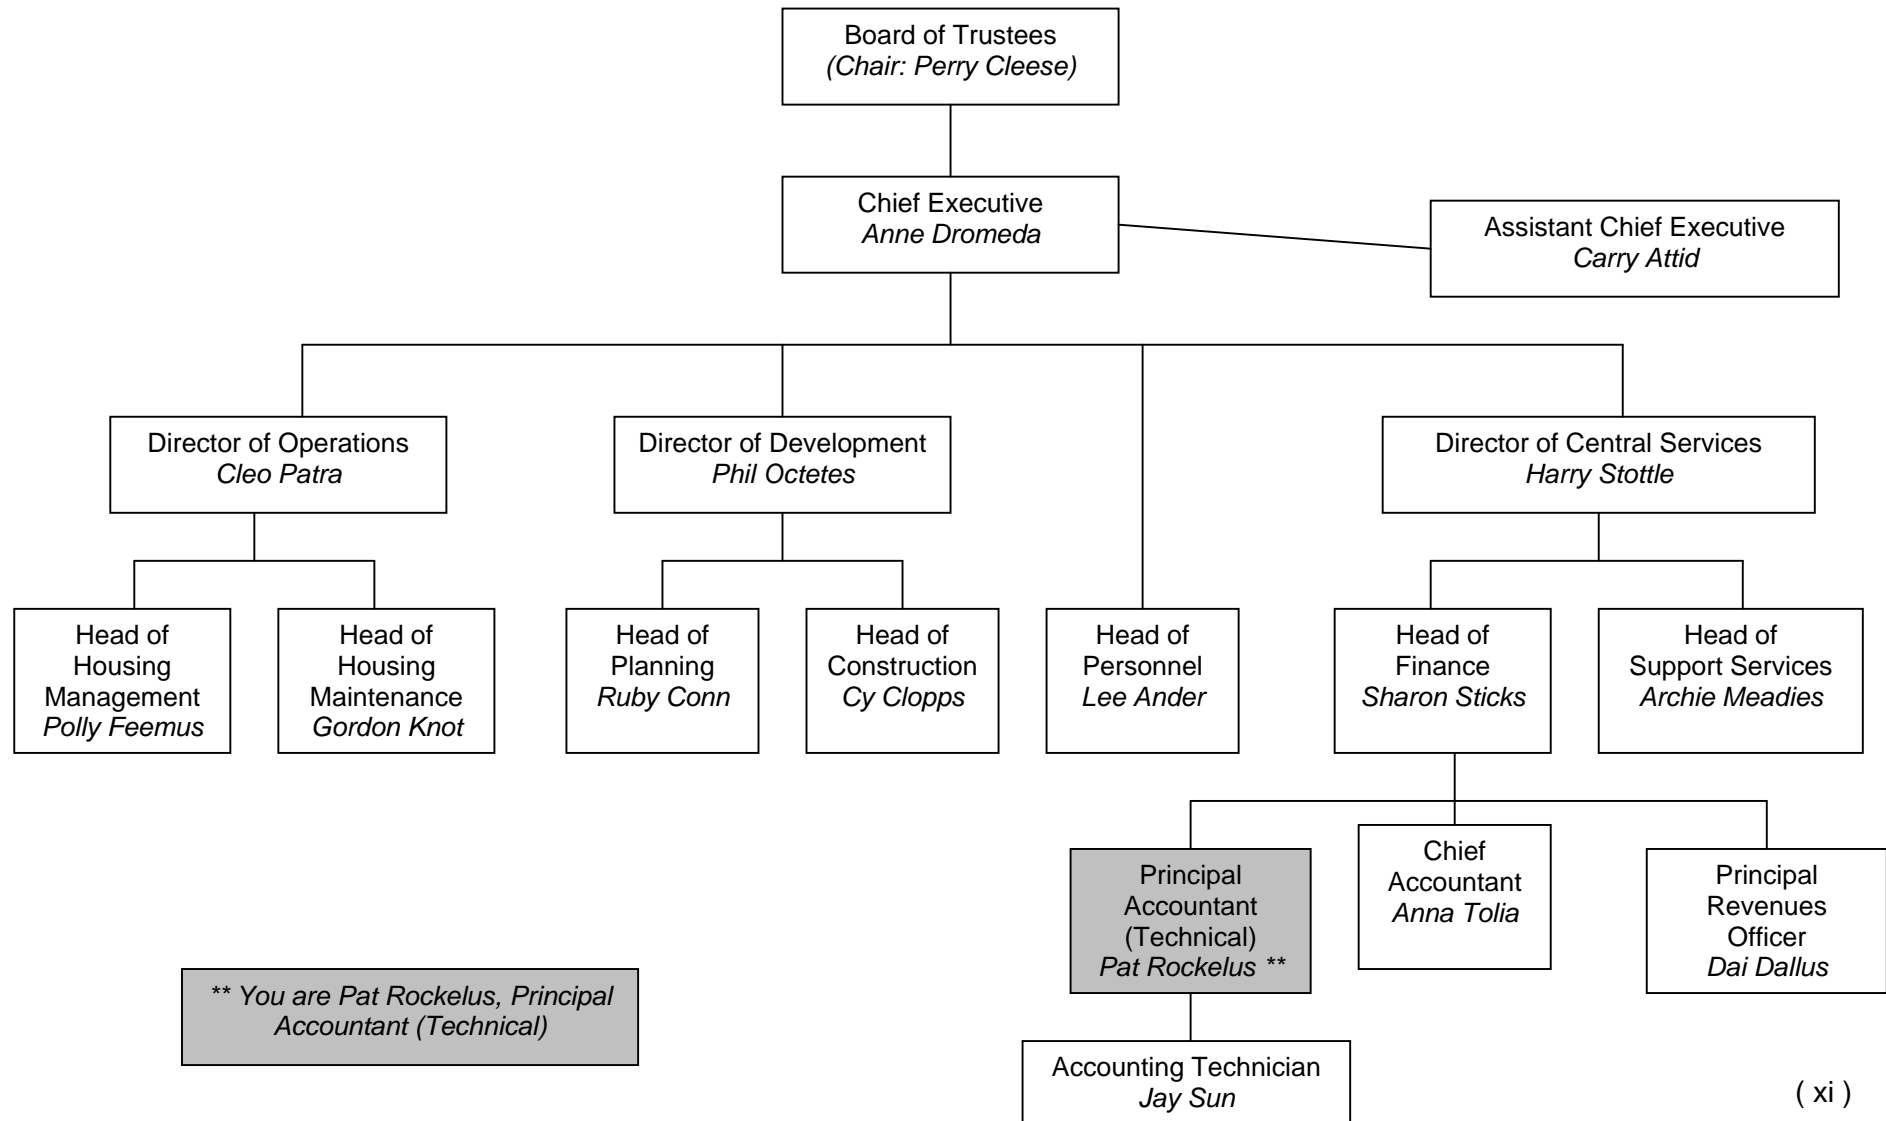 Board of Trustees
(Chair: Perry Cleese)
Chief Executive
Anne Dromeda
Assistant Chief Executive
Carry Attid
Director of Operations
Cleo Patra
Director of Development
Phil Octetes
Director of Central Services
Harry Stottle
Head of
Housing
Management
Polly Feemus
Head of
Housing
Maintenance
Gordon Knot
Head of
Planning
Ruby Conn
Head of
Construction
Cy Clopps
Head of
Personnel
Lee Ander
Head of
Finance
Sharon Sticks
Head of
Support Services
Archie Meadies
Principal
Accountant
(Technical)
Pat Rockelus **
Chief
Accountant
Anna Tolia
Principal
Revenues
Officer
Dai Dallus
** You are Pat Rockelus, Principal
Accountant (Technical)
Accounting Technician
Jay Sun
( xi )